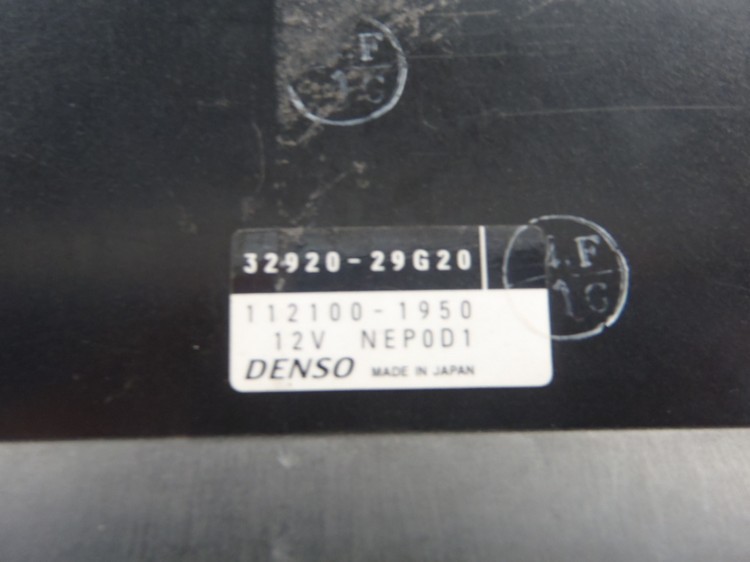 F
32920-29G20
112100-1950
12V NEP0D1
DENSO MADE IN JAPAN
F